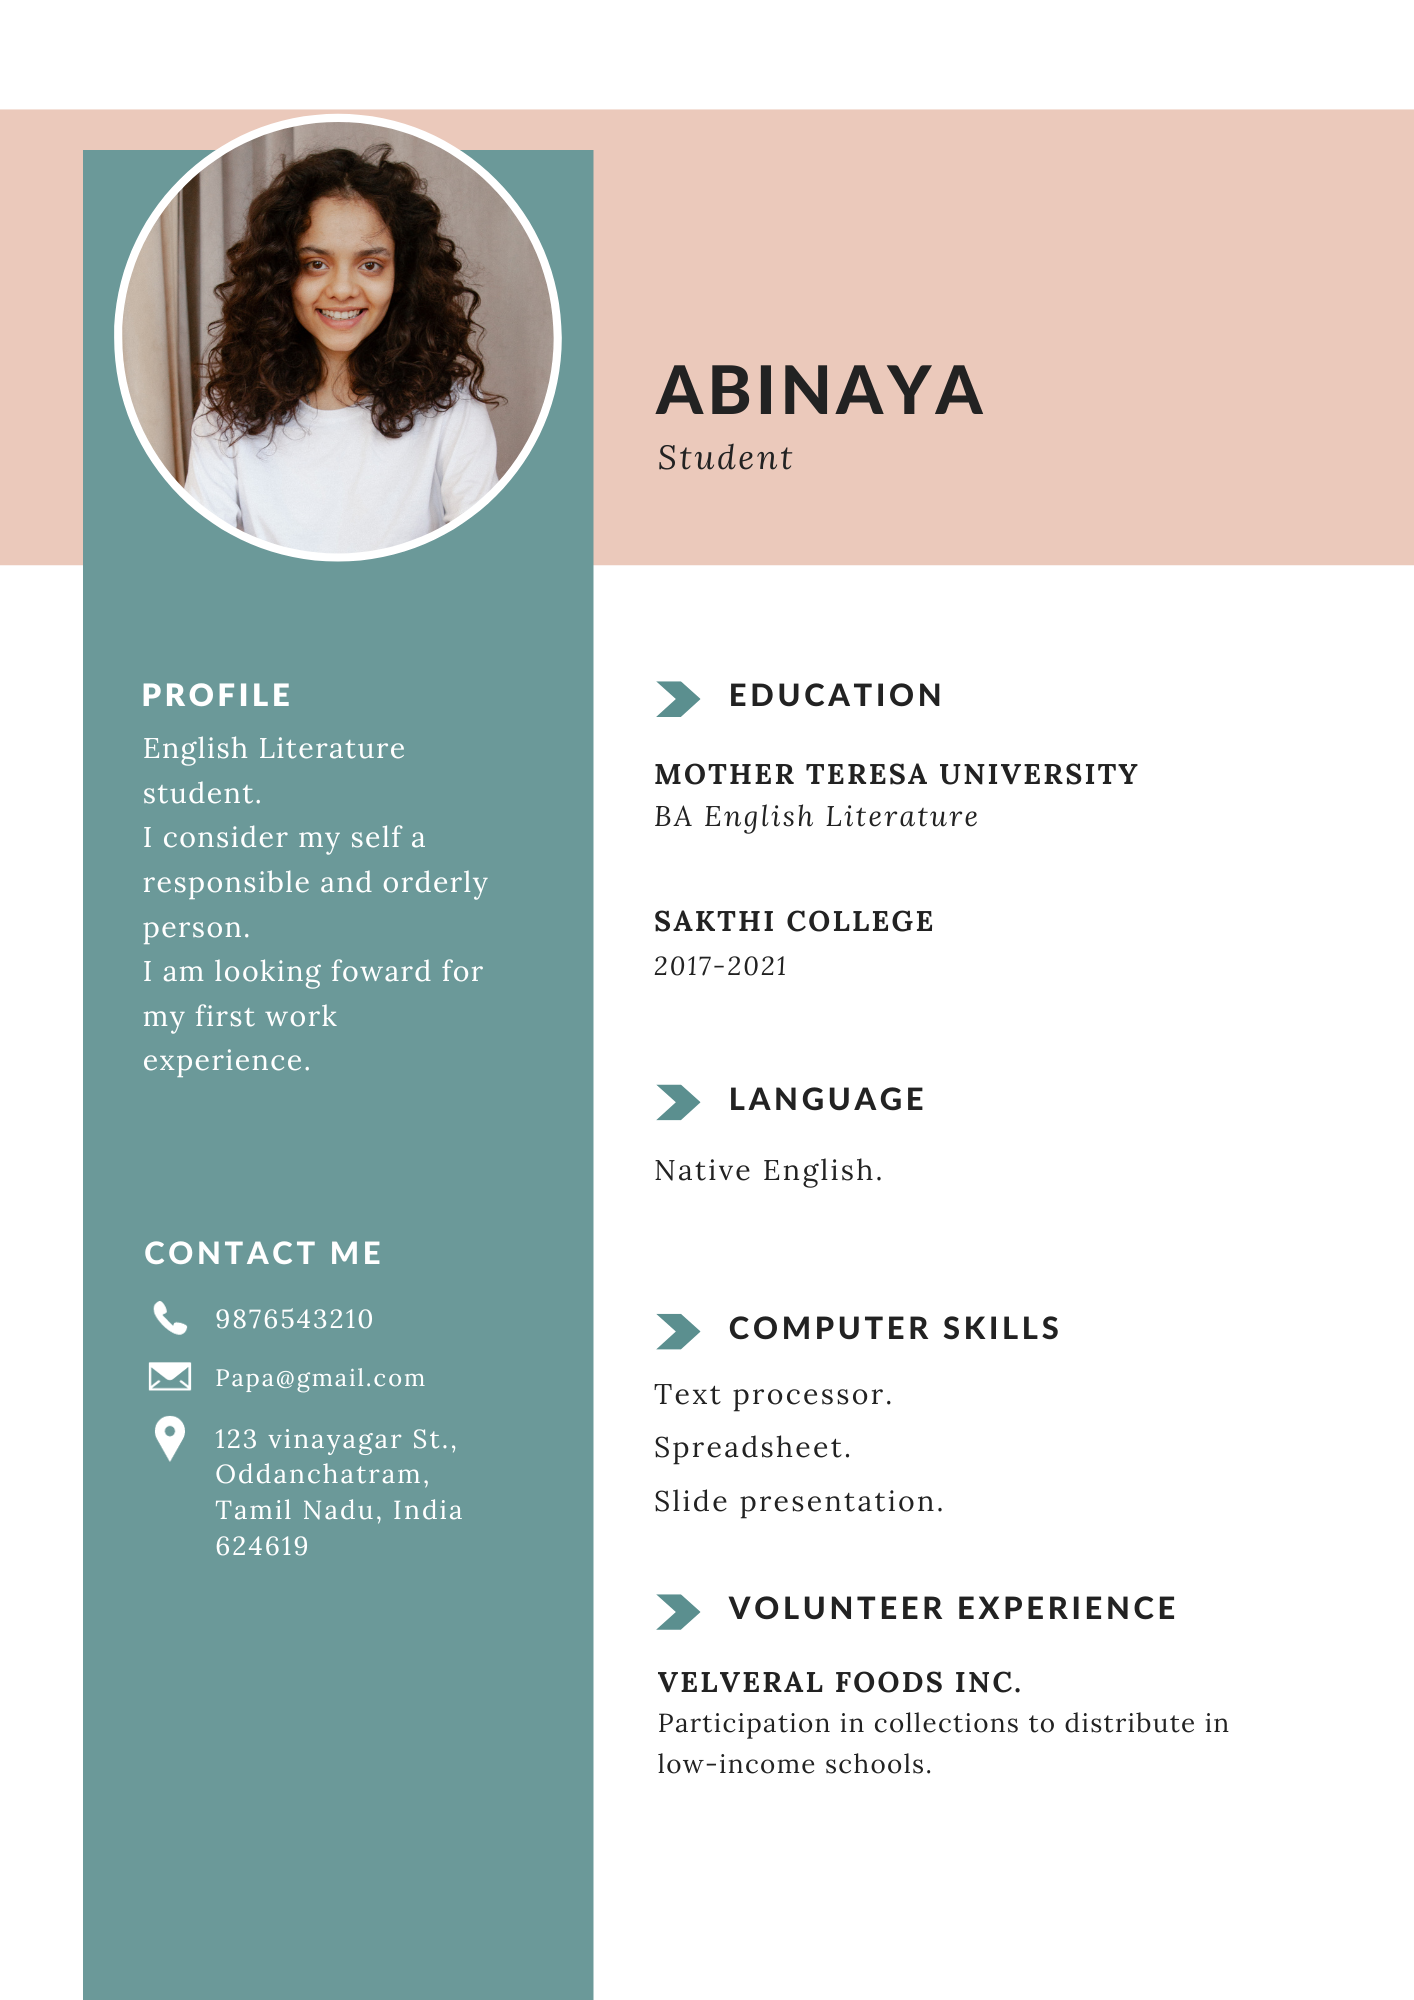 ABINAYA
Student
PROFILE
English Literature
student.
I consider my self a
responsible and orderly
person.
I am looking foward for
my first work
experience.
CONTACT ME
9876543210
Papa@gmail.com
123 vinayagar St.,
Oddanchatram,
Tamil Nadu, India
624619
EDUCATION
MOTHER TERESA UNIVERSITY
BA English Literature
SAKTHI COLLEGE
2017-2021
LANGUAGE
Native English.
COMPUTER SKILLS
Text processor.
Spreadsheet.
Slide presentation.
VOLUNTEER EXPERIENCE
VELVERAL FOODS INC.
Participation in collections to distribute in
low-income schools.